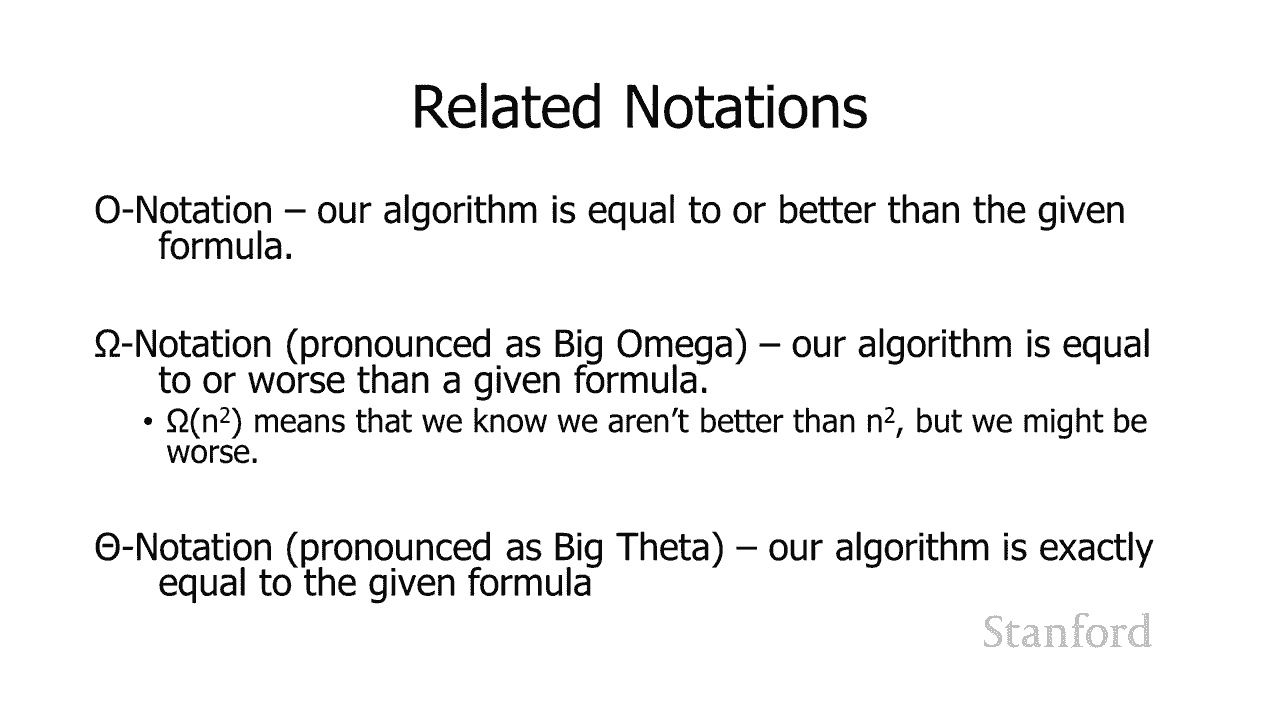 Related Notations
O-Notation – our algorithm is equal to or better than the given
formula.
Ω-Notation (pronounced as Big Omega) – our algorithm is equal
to or worse than a given formula.
• Ω(n²) means that we know we aren’t better than n², but we might be
worse.
Θ-Notation (pronounced as Big Theta) – our algorithm is exactly
equal to the given formula
Stanford